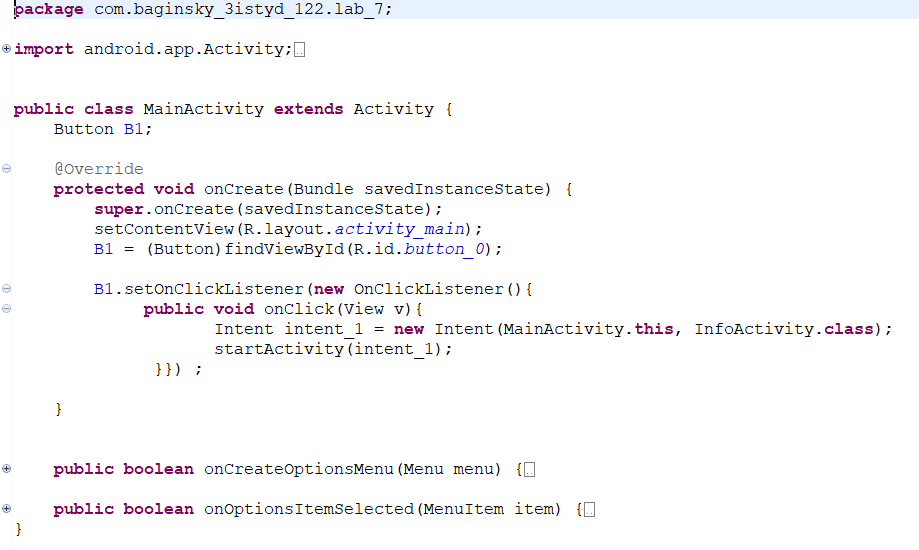 package com.baginsky_3istyd_122.lab_7;
import android.app.Activity;
public class MainActivity extends Activity {
Button B1;
@Override
protected void onCreate(Bundle savedInstanceState) {
super.onCreate(savedInstanceState);
setContentView(R.layout.activity_main);
B1 = (Button)findViewById(R.id.button_0);
B1.setOnClickListener(new OnClickListener(){
public void onClick(View v){
Intent intent_1 = new Intent(MainActivity.this, InfoActivity.class);
startActivity(intent_1);
}}) ;
}
public boolean onCreateOptionsMenu(Menu menu) {
public boolean onOptionsItemSelected(MenuItem item) {
}